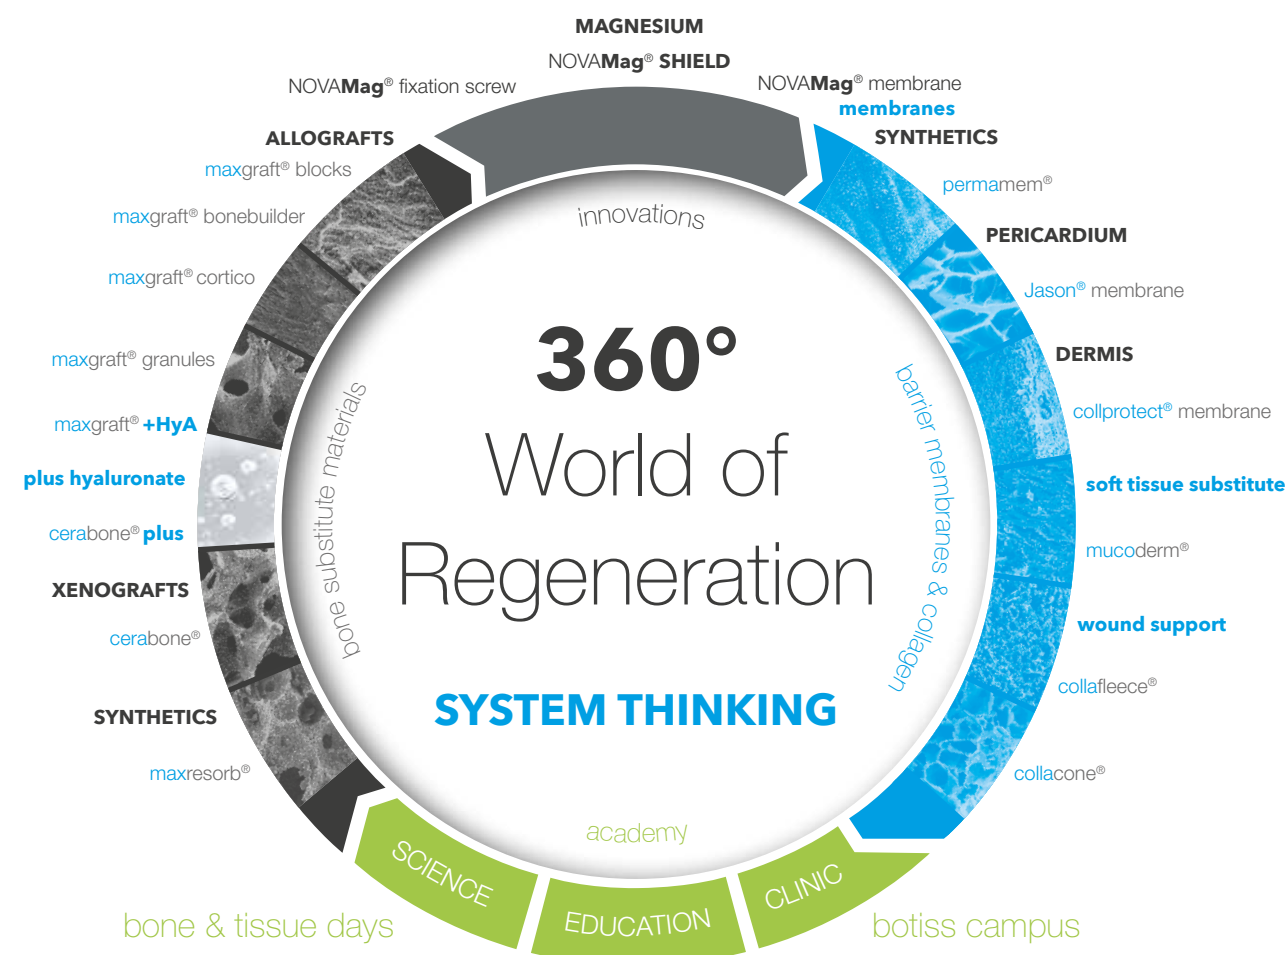 MAGNESIUM
NOVAMag® SHIELD
NOVAMag® fixation screw
NOVAMag® membrane
membranes
SYNTHETICS
permamem®
PERICARDIUM
Jason® membrane
DERMIS
collprotect® membrane
soft tissue substitute
mucoderm®
wound support
collafleece®
collacone®
ALLOGRAFTS
maxgraft® blocks
maxgraft® bonebuilder
maxgraft® cortico
maxgraft® granules
maxgraft® +HyA
plus hyaluronate
cerabone® plus
XENOGRAFTS
cerabone®
SYNTHETICS
maxresorb®
innovations
bone substitute materials
barrier membranes & collagen
360°
World of
Regeneration
SYSTEM THINKING
academy
SCIENCE
EDUCATION
CLINIC
bone & tissue days
botiss campus